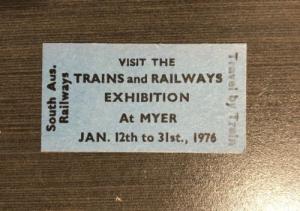 South Aus.
Railways
VISIT THE
TRAINS and RAILWAYS
EXHIBITION
At MYER
JAN. 12th to 31st., 1976
Travel by Train